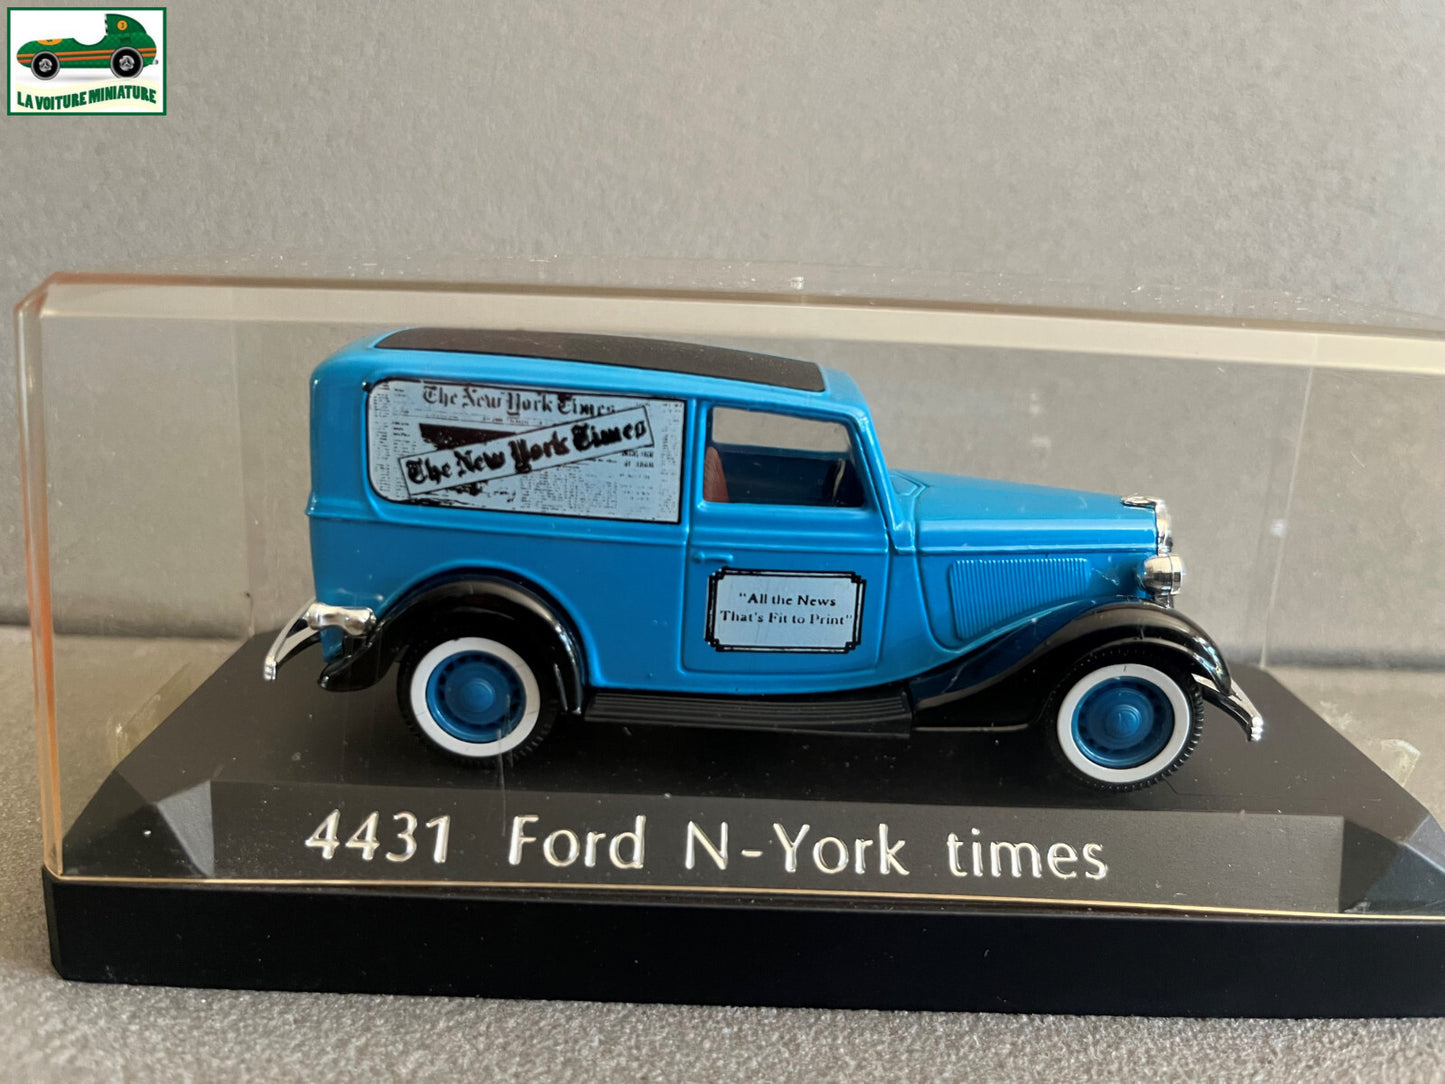 3
LA VOITURE MINIATURE
The New York Times
The New York Times
"All the News
That's Fit to Print"
4431 Ford N-York times